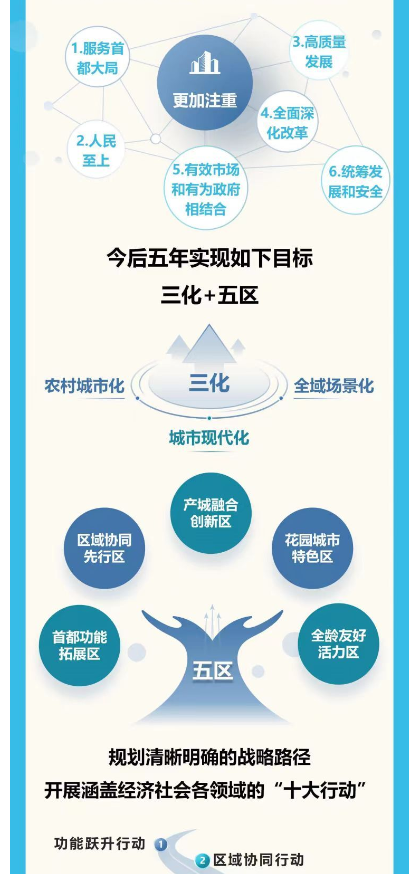 1.服务首
都大局
更加注重
3.高质量
发展
2.人民
至上
4.全面深
化改革
5.有效市场
和有为政府
相结合
6.统筹发
展和安全
今后五年实现如下目标
三化+五区
三化
农村城市化
全域场景化
城市现代化
产城融合
创新区
区域协同
先行区
花园城市
特色区
首都功能
拓展区
全龄友好
活力区
五区
规划清晰明确的战略路径
开展涵盖经济社会各领域的“十大行动”
功能跃升行动 1
2 区域协同行动